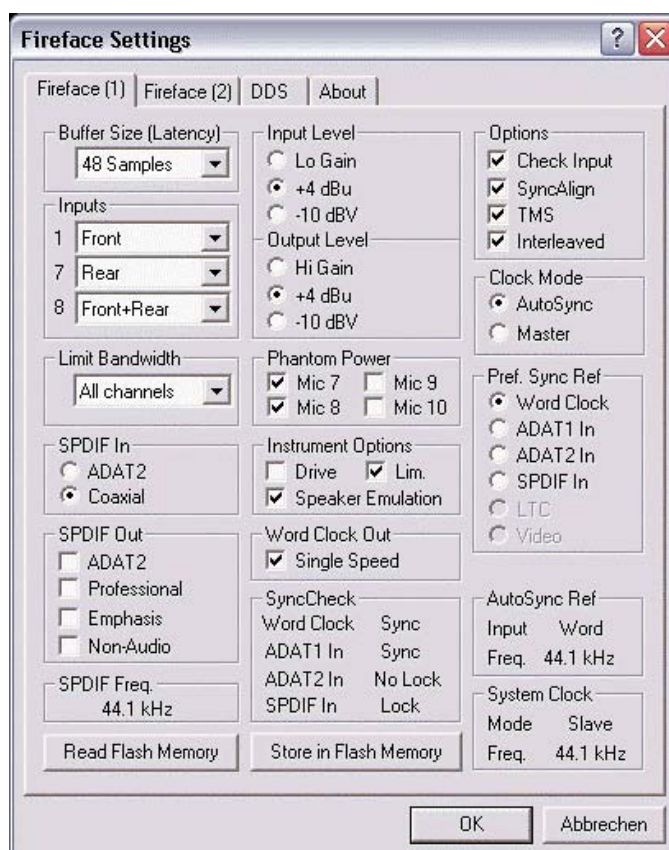 Fireface Settings
Fireface (1) Fireface (2) DDS About
Buffer Size (Latency)
48 Samples
Inputs
1 Front
7 Rear
8 Front+Rear
Limit Bandwidth
All channels
SPDIF In
ADAT2
Coaxial
SPDIF Out
ADAT2
Professional
Emphasis
Non-Audio
SPDIF Freq.
44.1 kHz
Read Flash Memory
Input Level
Lo Gain
+4 dBu
-10 dBV
Output Level
Hi Gain
+4 dBu
-10 dBV
Phantom Power
Mic 7 Mic 9
Mic 8 Mic 10
Instrument Options
Drive Lim.
Speaker Emulation
Word Clock Out
Single Speed
SyncCheck
Word Clock Sync
ADAT1 In Sync
ADAT2 In No Lock
SPDIF In Lock
Store in Flash Memory
Options
Check Input
SyncAlign
TMS
Interleaved
Clock Mode
AutoSync
Master
Pref. Sync Ref
Word Clock
ADAT1 In
ADAT2 In
SPDIF In
LTC
Video
AutoSync Ref
Input Word
Freq. 44.1 kHz
System Clock
Mode Slave
Freq. 44.1 kHz
OK Abbrechen